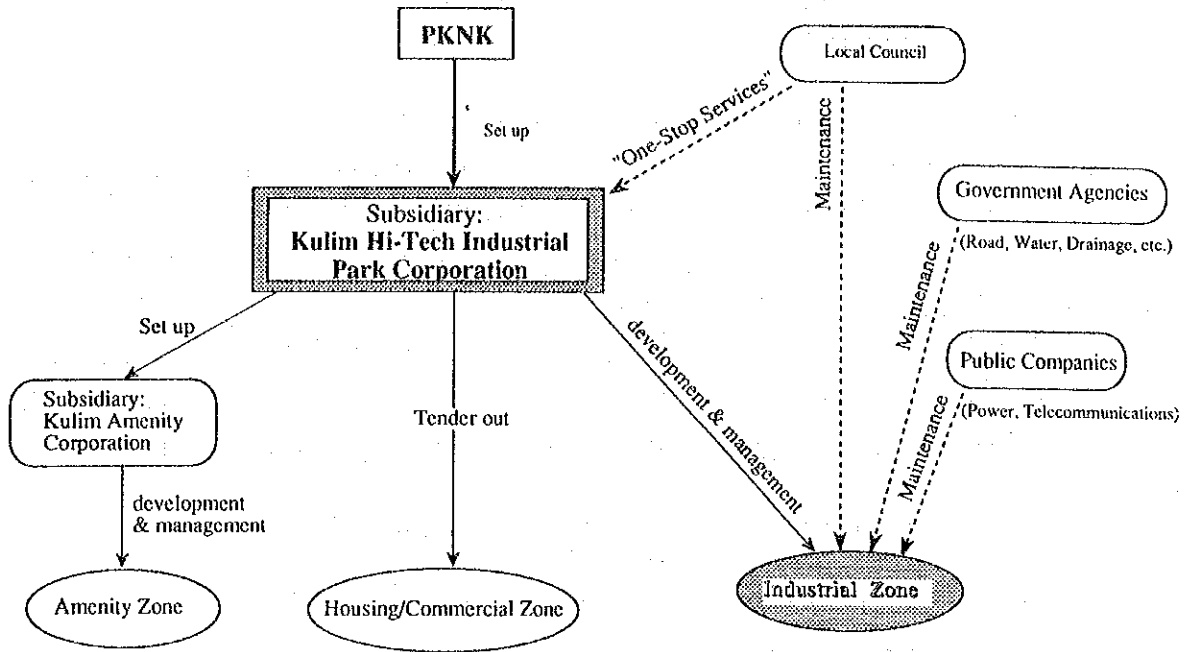 PKNK
Local Council
Set up
"One-Stop Services"
Maintenance
Subsidiary:
Kulim Hi-Tech Industrial
Park Corporation
Government Agencies
(Road, Water, Drainage, etc.)
Maintenance
Set up
Tender out
development & management
Public Companies
(Power, Telecommunications)
Maintenance
Subsidiary:
Kulim Amenity
Corporation
development
& management
Amenity Zone
Housing/Commercial Zone
Industrial Zone